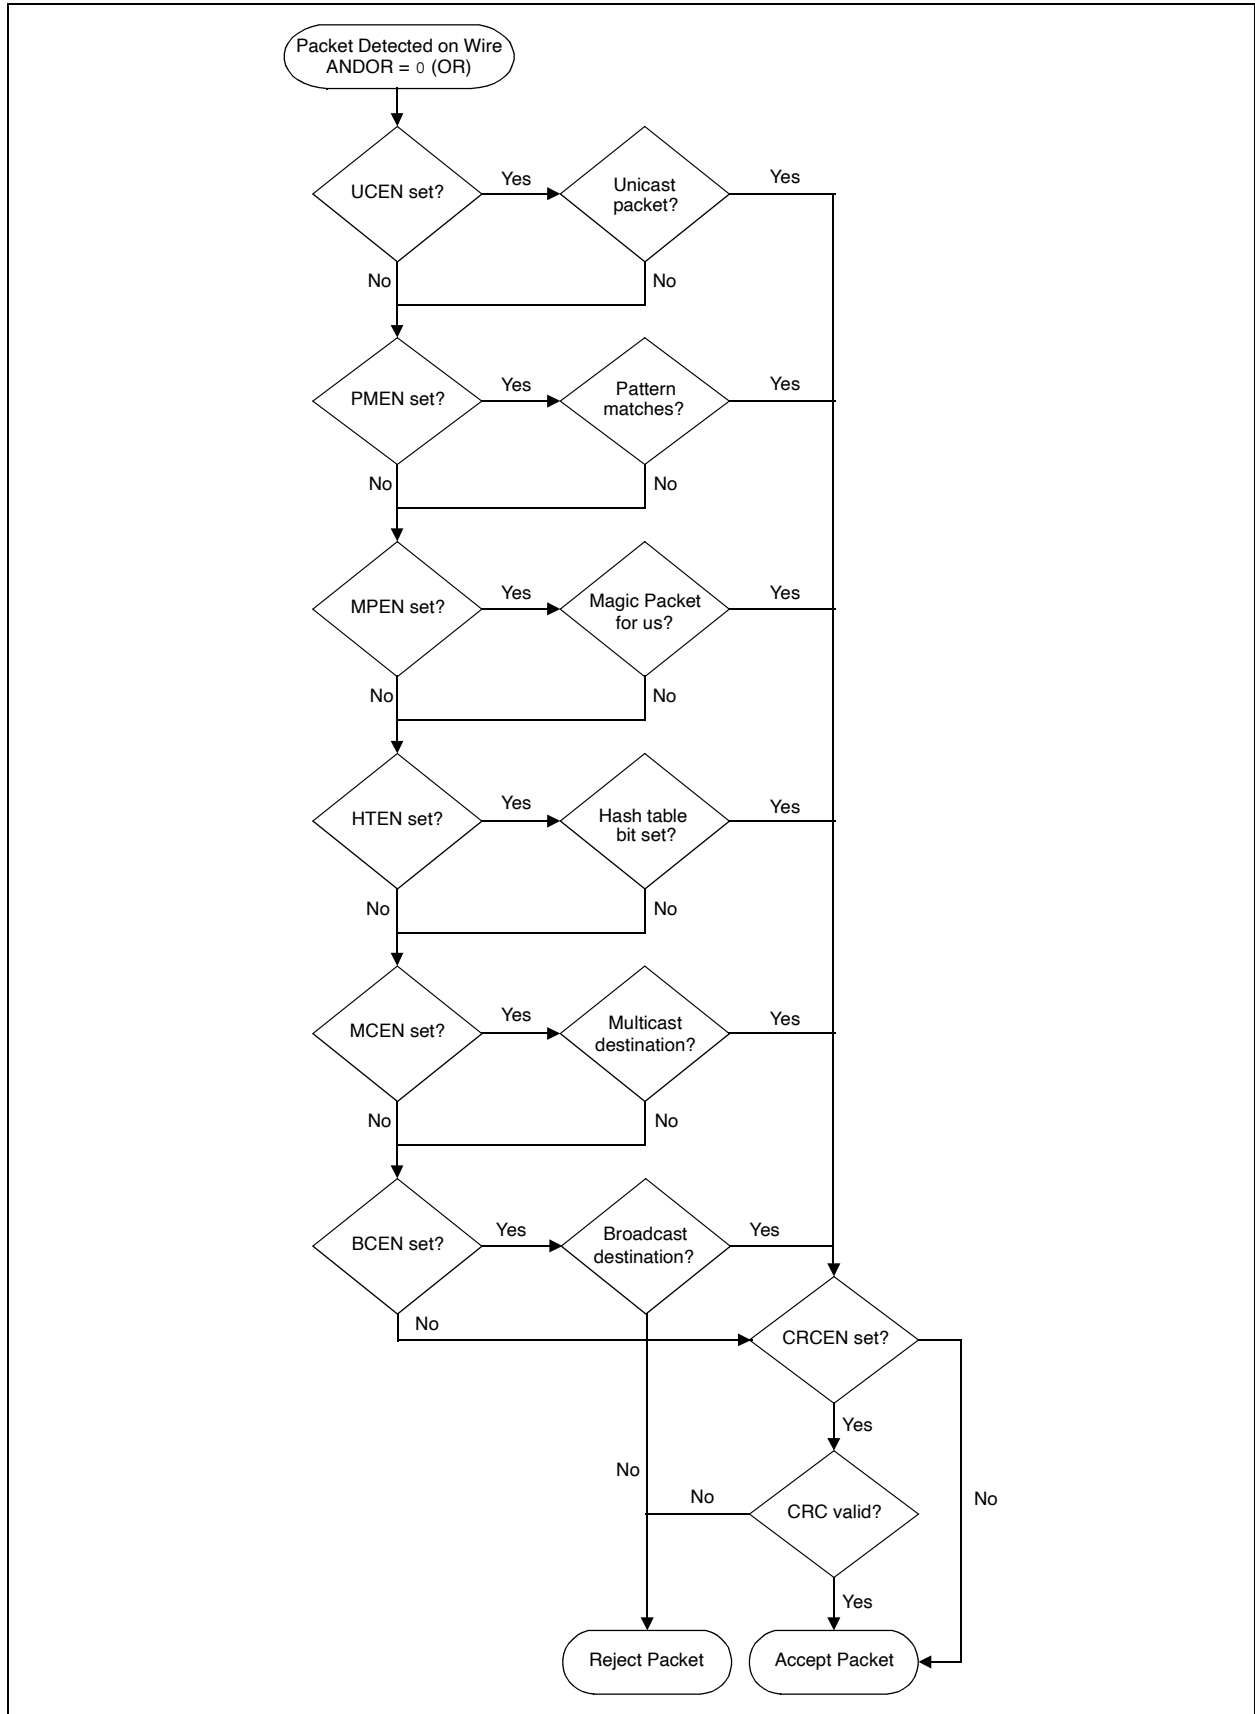 Packet Detected on Wire
ANDOR = 0 (OR)
UCEN set?
Yes
Unicast
packet?
Yes
No
No
PMEN set?
Yes
Pattern
matches?
Yes
No
No
MPEN set?
Yes
Magic Packet
for us?
Yes
No
No
HTEN set?
Yes
Hash table
bit set?
Yes
No
No
MCEN set?
Yes
Multicast
destination?
Yes
No
No
BCEN set?
Yes
Broadcast
destination?
Yes
No
CRCEN set?
Yes
No
No
CRC valid?
No
Yes
Reject Packet
Accept Packet